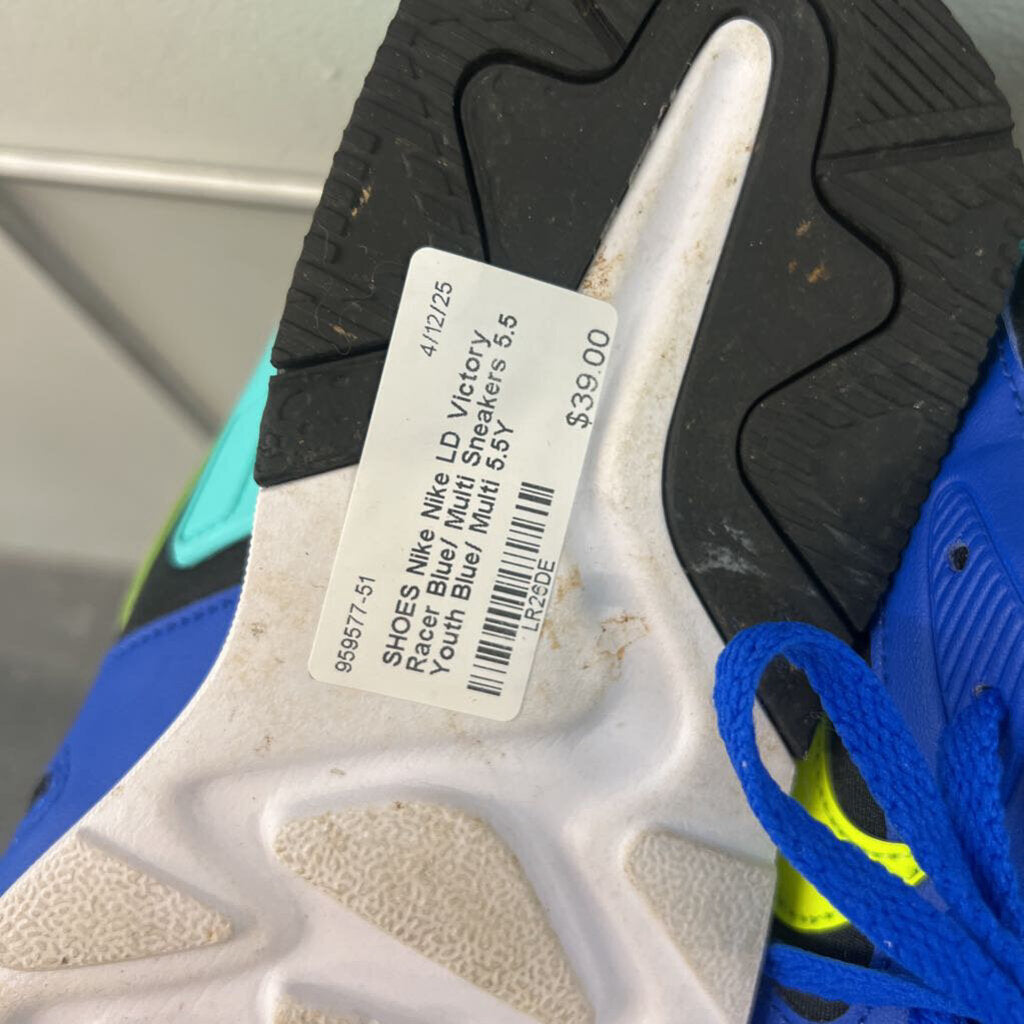 959577-51 4/12/25
SHOES Nike Nike LD Victory
Racer Blue/ Multi Sneakers 5.5
Youth Blue/ Multi 5.5Y
$39.00
LR26DE